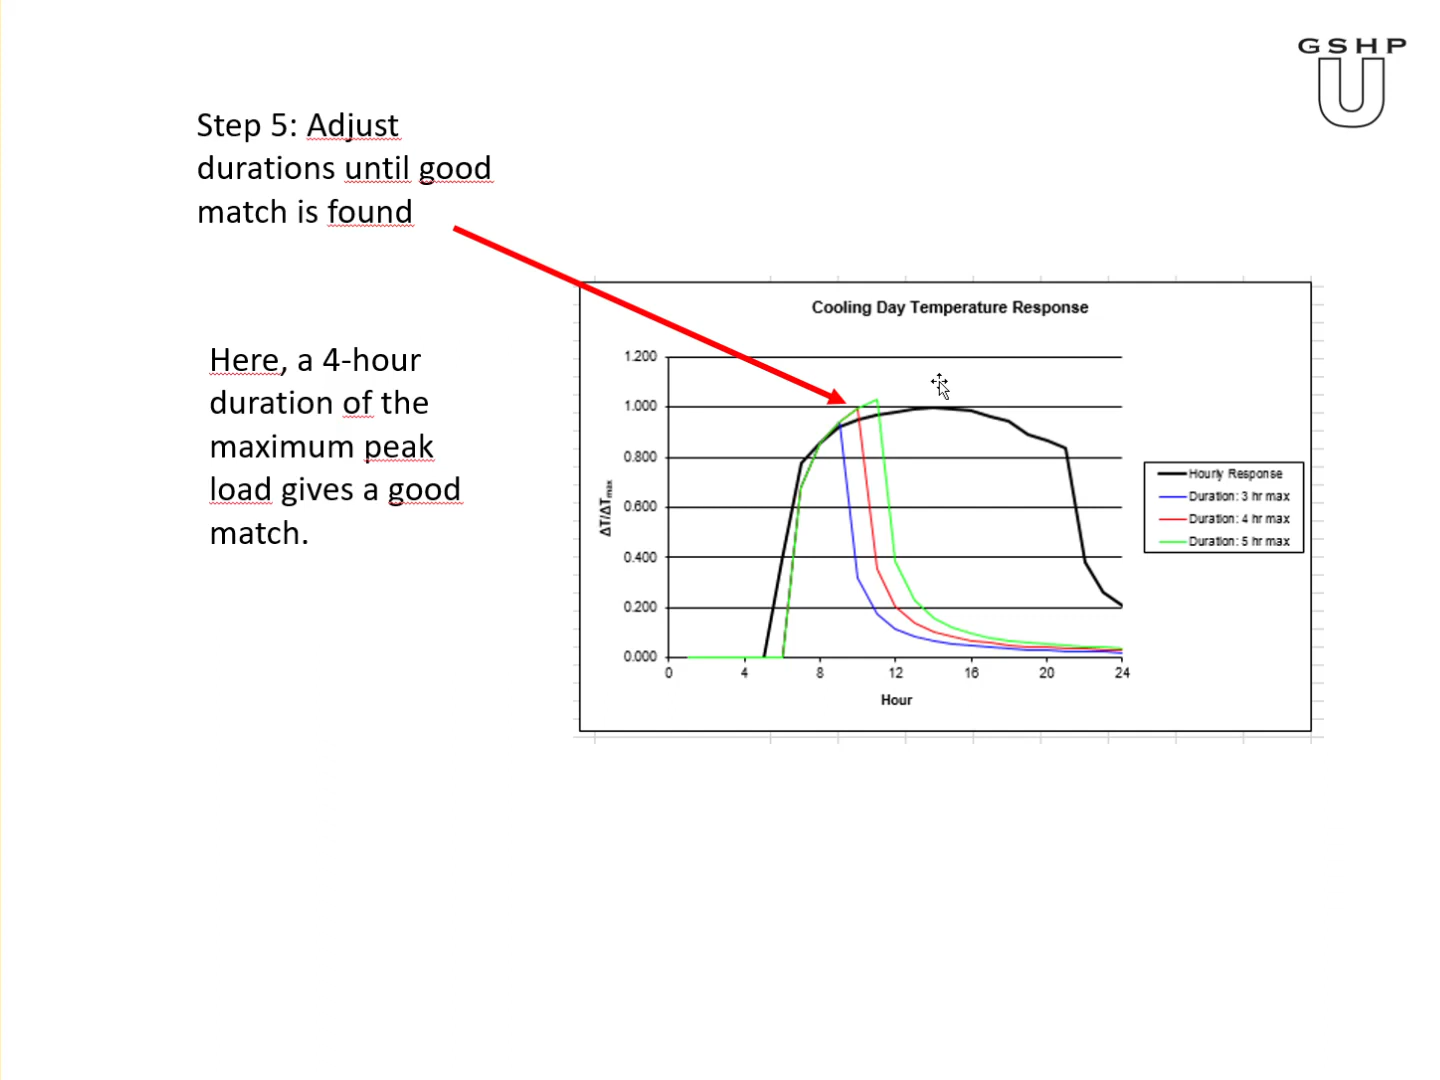 GSHP
U
Step 5: Adjust
durations until good
match is found
Here, a 4-hour
duration of the
maximum peak
load gives a good
match.
Cooling Day Temperature Response
1.200
1.000
0.800
0.600
0.400
0.200
0.000
ΔT/ΔTmax
0 4 8 12 16 20 24
Hour
Hourly Response
Duration: 3 hr max
Duration: 4 hr max
Duration: 5 hr max